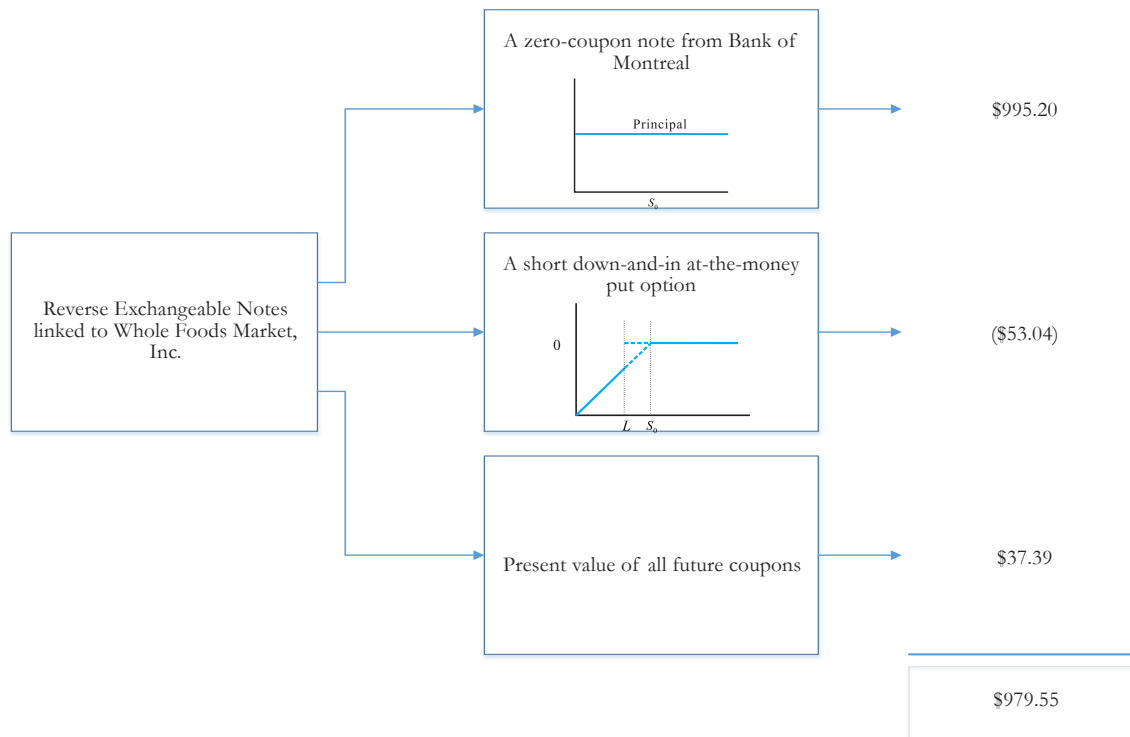 A zero-coupon note from Bank of
Montreal
Principal
S₀
$995.20
Reverse Exchangeable Notes
linked to Whole Foods Market,
Inc.
A short down-and-in at-the-money
put option
0
L S₀
($53.04)
Present value of all future coupons
$37.39
$979.55